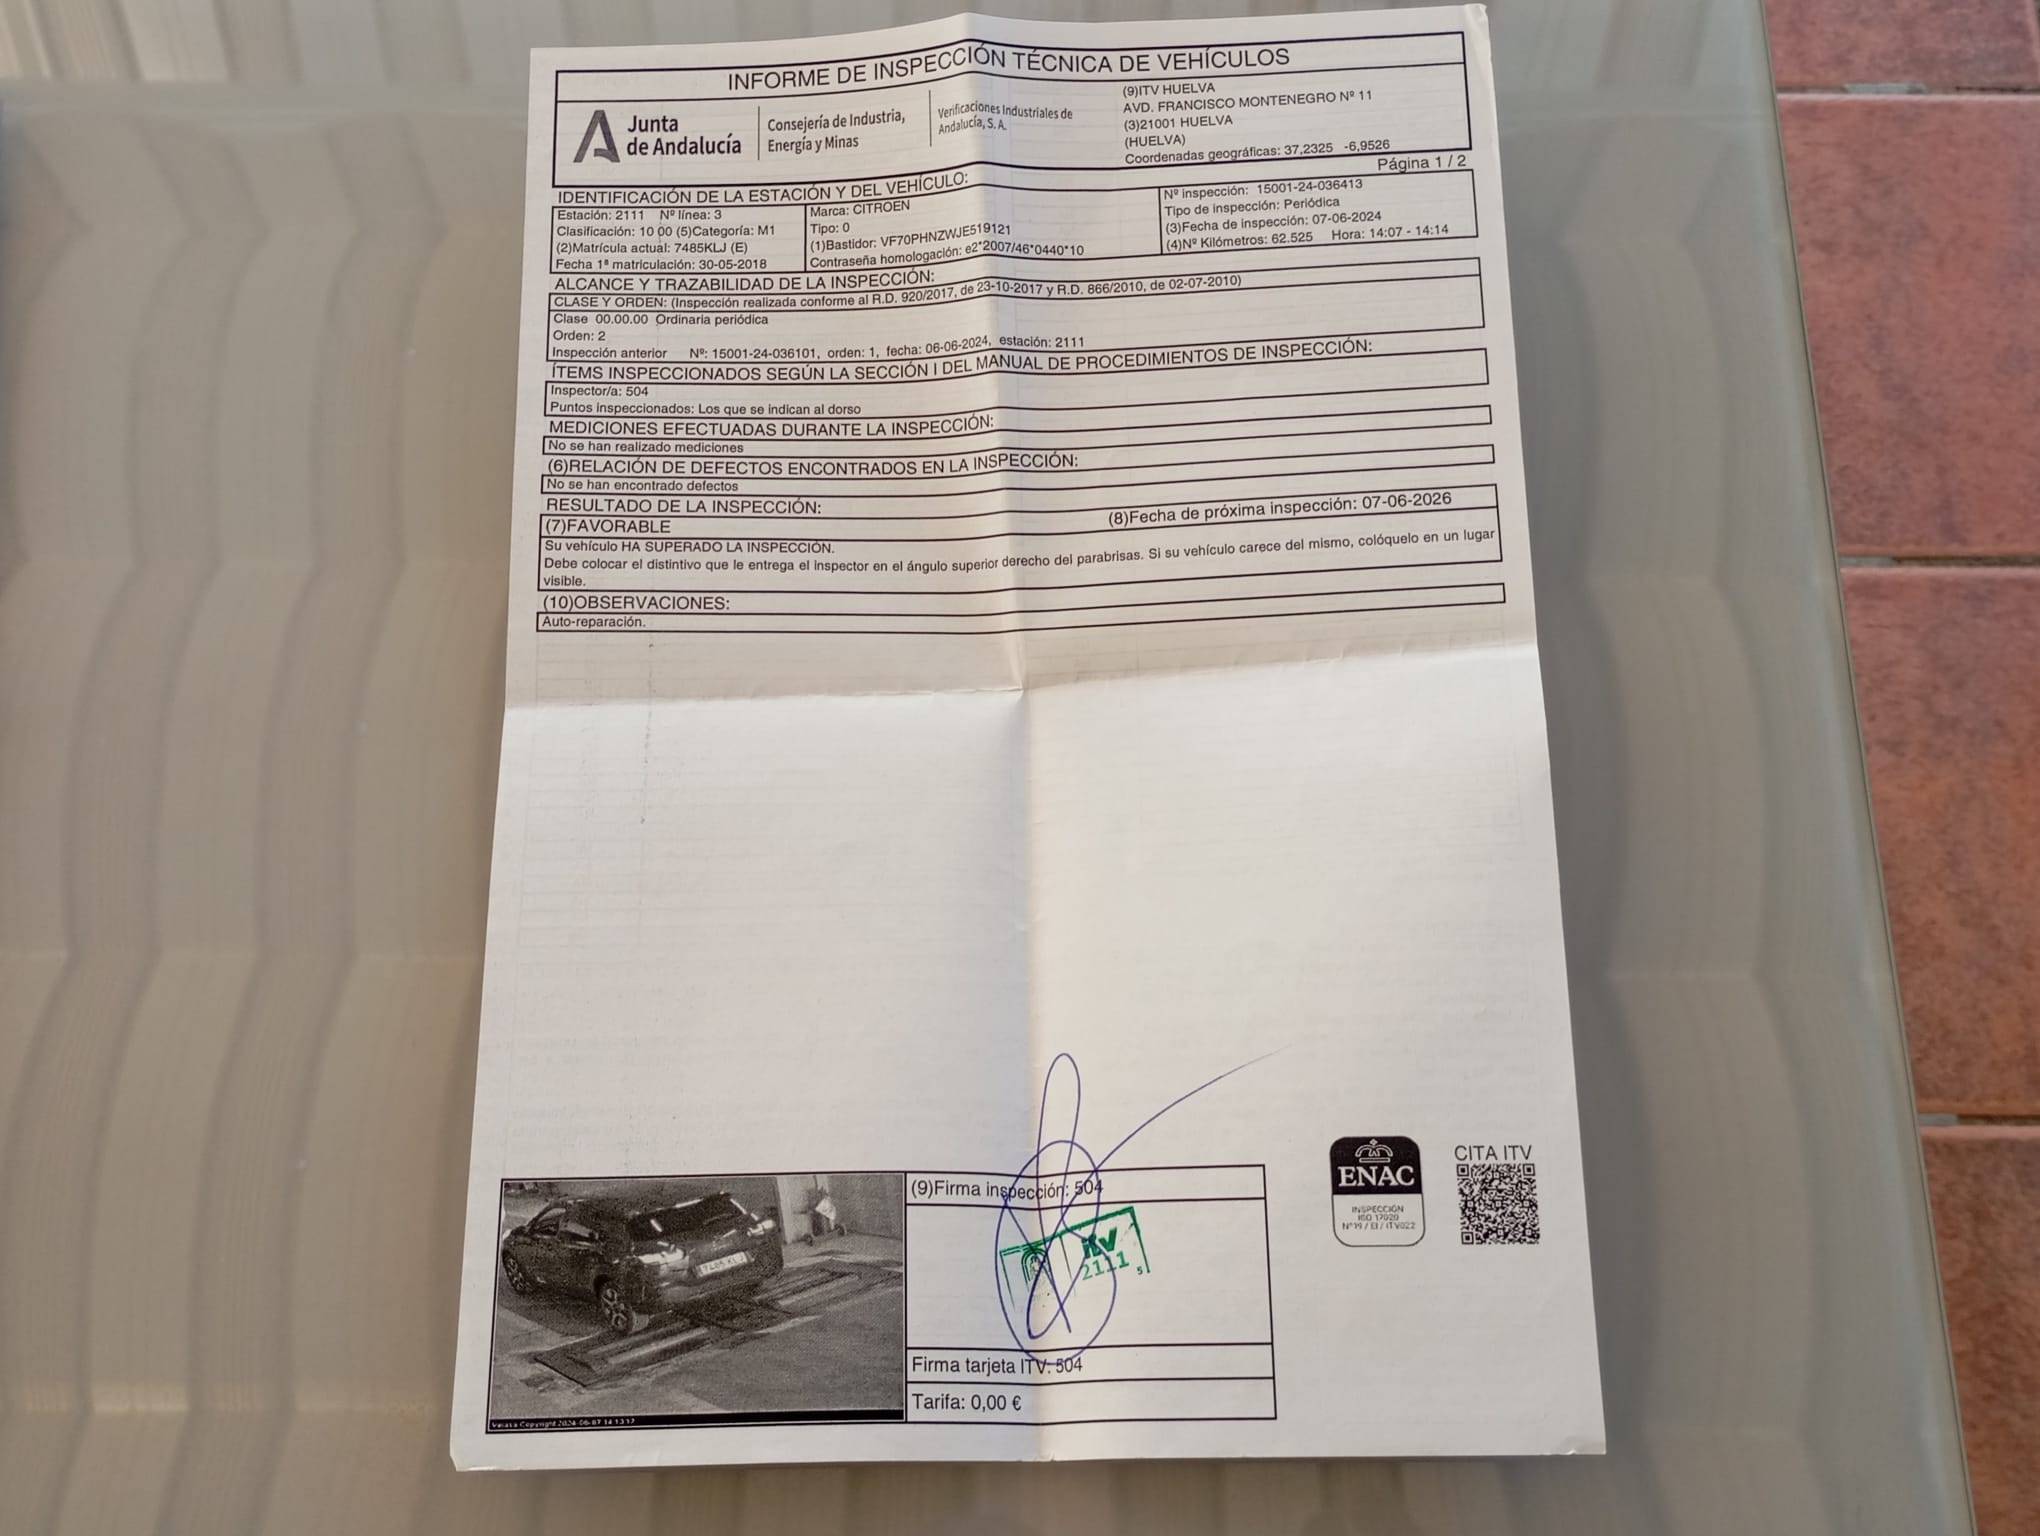 INFORME DE INSPECCIÓN TÉCNICA DE VEHÍCULOS
Junta
de Andalucía
Consejería de Industria,
Energía y Minas
Verificaciones Industriales de
Andalucía, S. A.
(9)ITV HUELVA
AVD. FRANCISCO MONTENEGRO Nº 11
(3)21001 HUELVA
(HUELVA)
Coordenadas geográficas: 37,2325 -6,9526
Página 1 / 2
IDENTIFICACIÓN DE LA ESTACIÓN Y DEL VEHÍCULO:
Estación: 2111 Nº línea: 3
Clasificación: 10 00 (5)Categoría: M1
(2)Matrícula actual: 7485KLJ (E)
Fecha 1ª matriculación: 30-05-2018
Marca: CITROEN
Tipo: 0
(1)Bastidor: VF70PHNZWJE519121
Contraseña homologación: e2*2007/46*0440*10
Nº inspección: 15001-24-036413
Tipo de inspección: Periódica
(3)Fecha de inspección: 07-06-2024
(4)Nº Kilómetros: 62.525 Hora: 14:07 - 14:14
ALCANCE Y TRAZABILIDAD DE LA INSPECCIÓN:
CLASE Y ORDEN: (Inspección realizada conforme al R.D. 920/2017, de 23-10-2017 y R.D. 866/2010, de 02-07-2010)
Clase 00.00.00 Ordinaria periódica
Orden: 2
Inspección anterior Nº: 15001-24-036101, orden: 1, fecha: 06-06-2024, estación: 2111
ÍTEMS INSPECCIONADOS SEGÚN LA SECCIÓN I DEL MANUAL DE PROCEDIMIENTOS DE INSPECCIÓN:
Inspector/a: 504
Puntos inspeccionados: Los que se indican al dorso
MEDICIONES EFECTUADAS DURANTE LA INSPECCIÓN:
No se han realizado mediciones
(6)RELACIÓN DE DEFECTOS ENCONTRADOS EN LA INSPECCIÓN:
No se han encontrado defectos
RESULTADO DE LA INSPECCIÓN:
(7)FAVORABLE
(8)Fecha de próxima inspección: 07-06-2026
Su vehículo HA SUPERADO LA INSPECCIÓN.
Debe colocar el distintivo que le entrega el inspector en el ángulo superior derecho del parabrisas. Si su vehículo carece del mismo, colóquelo en un lugar
visible.
(10)OBSERVACIONES:
Auto-reparación.
(9)Firma inspección: 504
itv
2111
5
Firma tarjeta ITV: 504
Tarifa: 0,00 €
ENAC
INSPECCIÓN
ISO 17020
CITA ITV